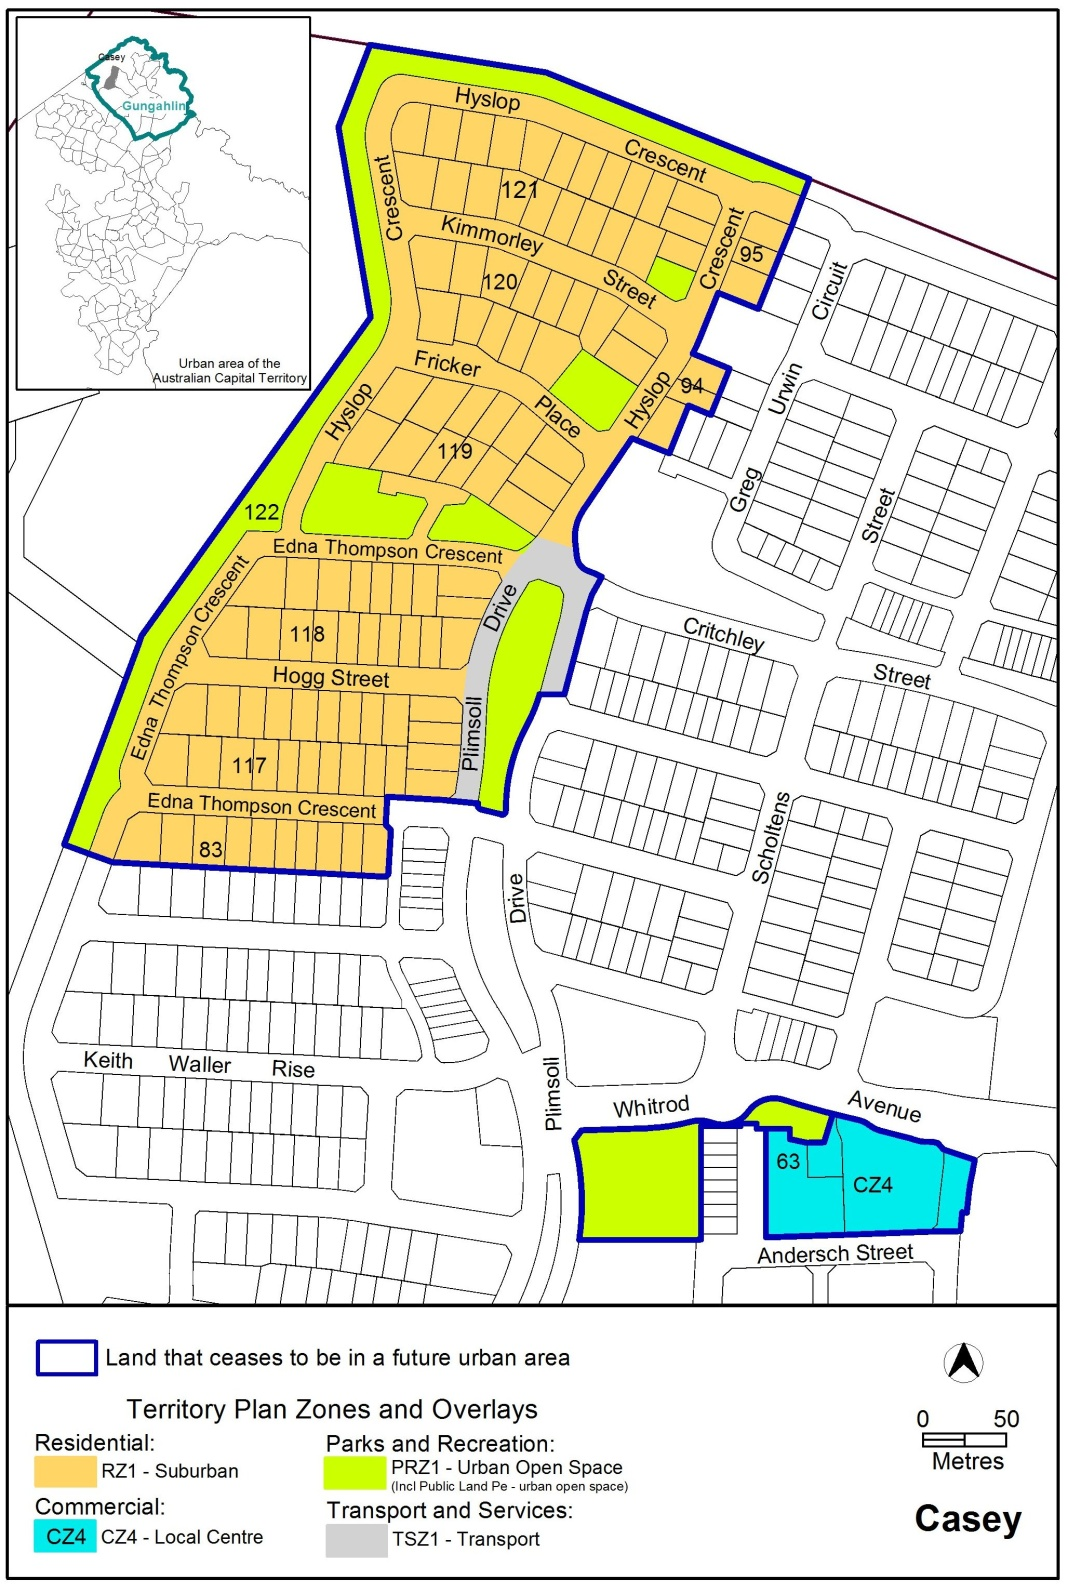 Casey
Gungahlin
Urban area of the
Australian Capital Territory
Hyslop
Crescent
Crescent
121
Kimmorley
Street
Crescent
95
120
Circuit
Fricker
Place
Hyslop
94
Urwin
Hyslop
119
Greg
Street
122
Edna Thompson Crescent
Drive
Edna Thompson Crescent
118
Critchley
Street
Hogg Street
Plimsoll
117
Edna Thompson Crescent
83
Scholtens
Drive
Keith Waller Rise
Plimsoll
Whitrod
Avenue
63
CZ4
Andersch Street
Land that ceases to be in a future urban area
Territory Plan Zones and Overlays
Residential:
RZ1 - Suburban
Commercial:
CZ4 CZ4 - Local Centre
Parks and Recreation:
PRZ1 - Urban Open Space
(Incl Public Land Pe - urban open space)
Transport and Services:
TSZ1 - Transport
0 50
Metres
Casey